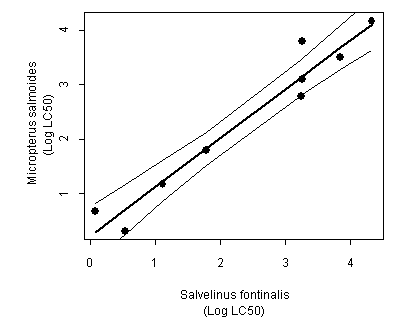 Micropterus salmoides
(Log LC50)
4
3
2
1
0
1
2
3
4
Salvelinus fontinalis
(Log LC50)